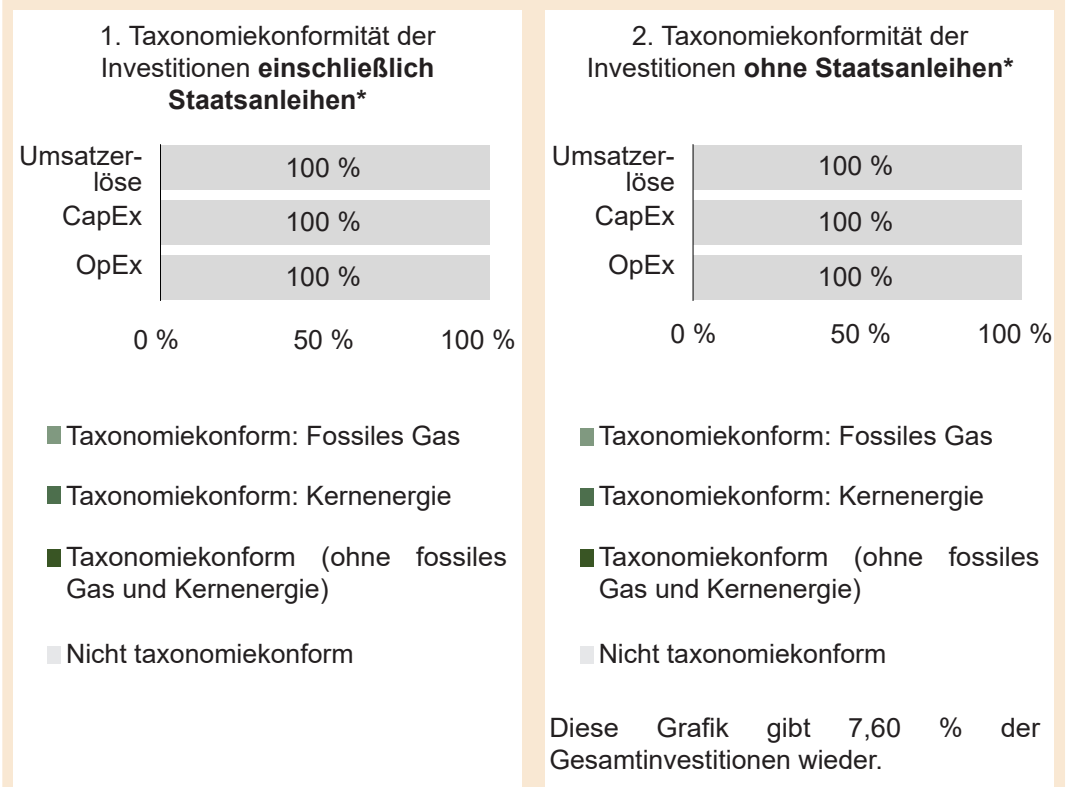 1. Taxonomiekonformität der
Investitionen einschließlich
Staatsanleihen*
Umsatzer-
löse
100 %
CapEx
100 %
OpEx
100 %
0 % 50 % 100 %
Taxonomiekonform: Fossiles Gas
Taxonomiekonform: Kernenergie
Taxonomiekonform (ohne fossiles
Gas und Kernenergie)
Nicht taxonomiekonform
2. Taxonomiekonformität der
Investitionen ohne Staatsanleihen*
Umsatzer-
löse
100 %
CapEx
100 %
OpEx
100 %
0 % 50 % 100 %
Taxonomiekonform: Fossiles Gas
Taxonomiekonform: Kernenergie
Taxonomiekonform (ohne fossiles
Gas und Kernenergie)
Nicht taxonomiekonform
Diese Grafik gibt 7,60 % der
Gesamtinvestitionen wieder.